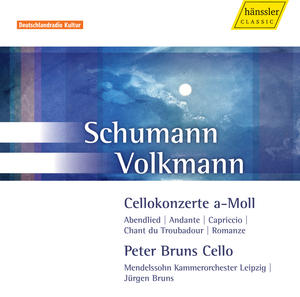 Deutschlandradio Kultur
hänssler
CLASSIC
Schumann
Volkmann
Cellokonzerte a-Moll
Abendlied | Andante | Capriccio |
Chant du Troubadour | Romanze
Peter Bruns Cello
Mendelssohn Kammerorchester Leipzig |
Jürgen Bruns